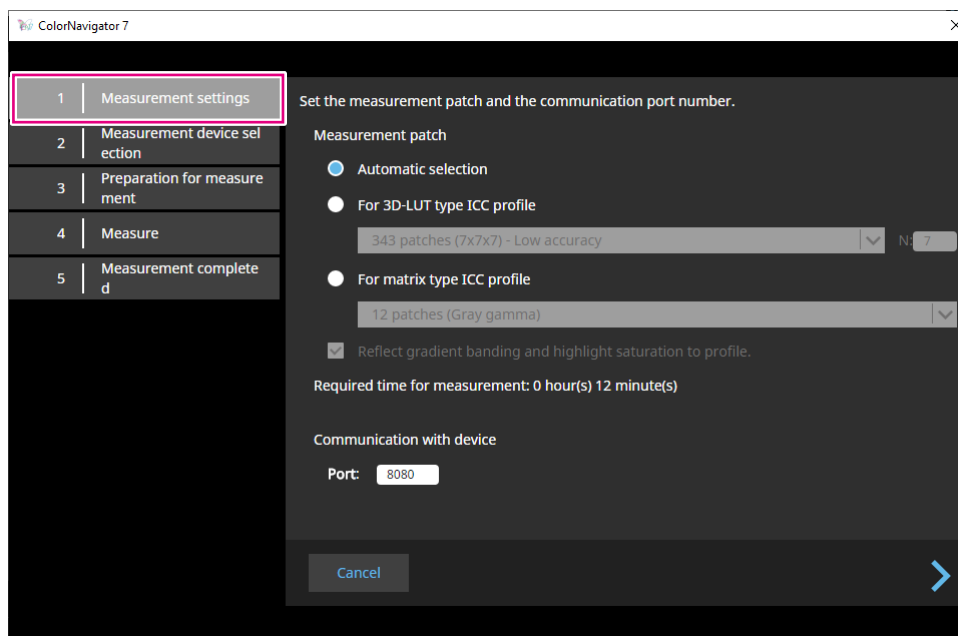 ColorNavigator 7
1 Measurement settings
2 Measurement device sel
ection
3 Preparation for measure
ment
4 Measure
5 Measurement complete
d
Set the measurement patch and the communication port number.
Measurement patch
Automatic selection
For 3D-LUT type ICC profile
343 patches (7x7x7) - Low accuracy N: 7
For matrix type ICC profile
12 patches (Gray gamma)
Reflect gradient banding and highlight saturation to profile.
Required time for measurement: 0 hour(s) 12 minute(s)
Communication with device
Port: 8080
Cancel